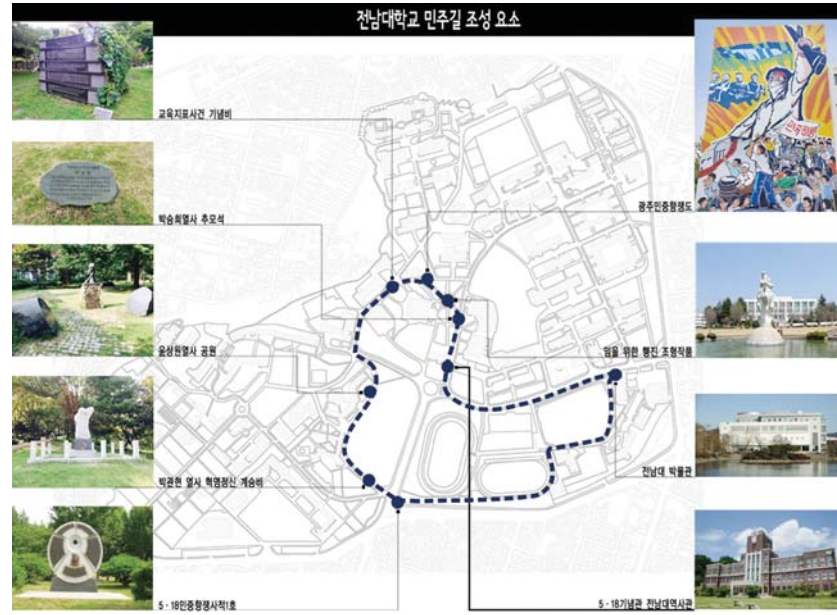 전남대학교 민주길 조성 요소
교육지표사건 기념비
박승희열사 추모석
윤상원열사 공원
박관현 열사 혁명정신 계승비
5·18민중항쟁사적1호
광주민중항쟁도
임을 위한 행진 조형작품
전남대 박물관
5·18기념관 전남대역사관